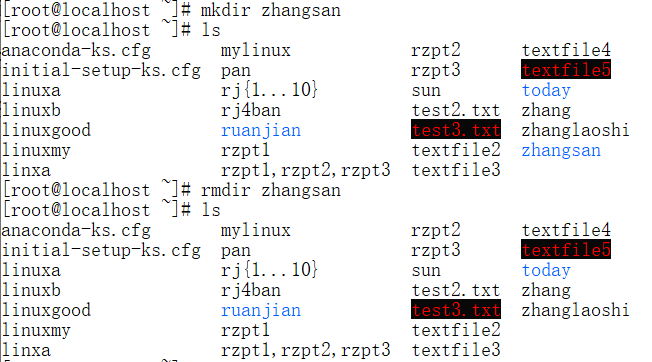 [root@localhost ~]# mkdir zhangsan
[root@localhost ~]# ls
anaconda-ks.cfg mylinux rzpt2 textfile4
initial-setup-ks.cfg pan rzpt3 textfile5
linuxa rj{1...10} sun today
linuxb rj4ban test2.txt zhang
linuxgood ruanjian test3.txt zhanglaoshi
linuxmy rzpt1 textfile2 zhangsan
linxa rzpt1,rzpt2,rzpt3 textfile3
[root@localhost ~]# rmdir zhangsan
[root@localhost ~]# ls
anaconda-ks.cfg mylinux rzpt2 textfile4
initial-setup-ks.cfg pan rzpt3 textfile5
linuxa rj{1...10} sun today
linuxb rj4ban test2.txt zhang
linuxgood ruanjian test3.txt zhanglaoshi
linuxmy rzpt1 textfile2
linxa rzpt1,rzpt2,rzpt3 textfile3